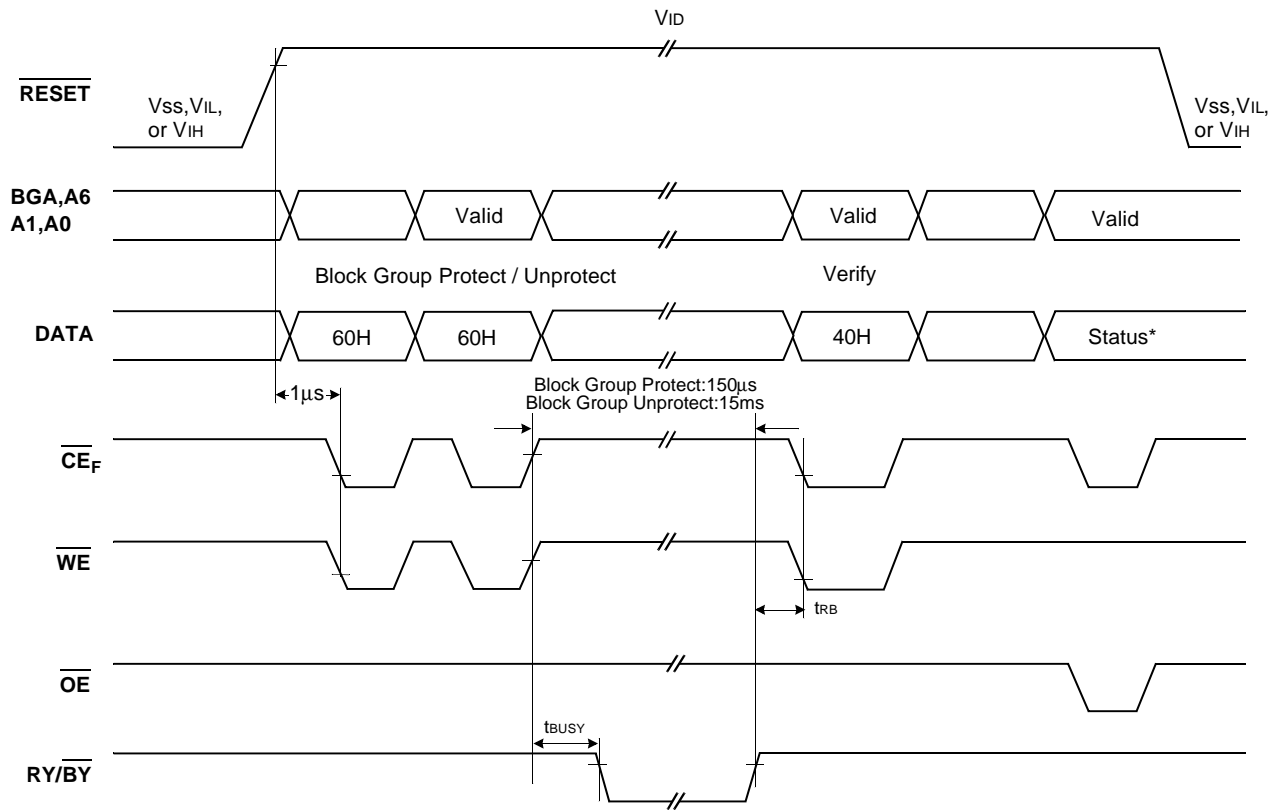 VID
RESET
Vss,VIL,
or VIH
Vss,VIL,
or VIH
BGA,A6
A1,A0
Valid
Valid
Valid
Block Group Protect / Unprotect
Verify
DATA
60H
60H
40H
Status*
1μs
Block Group Protect:150μs
Block Group Unprotect:15ms
CEF
WE
tRB
OE
tBUSY
RY/BY